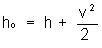 h₀ = h + v²/2